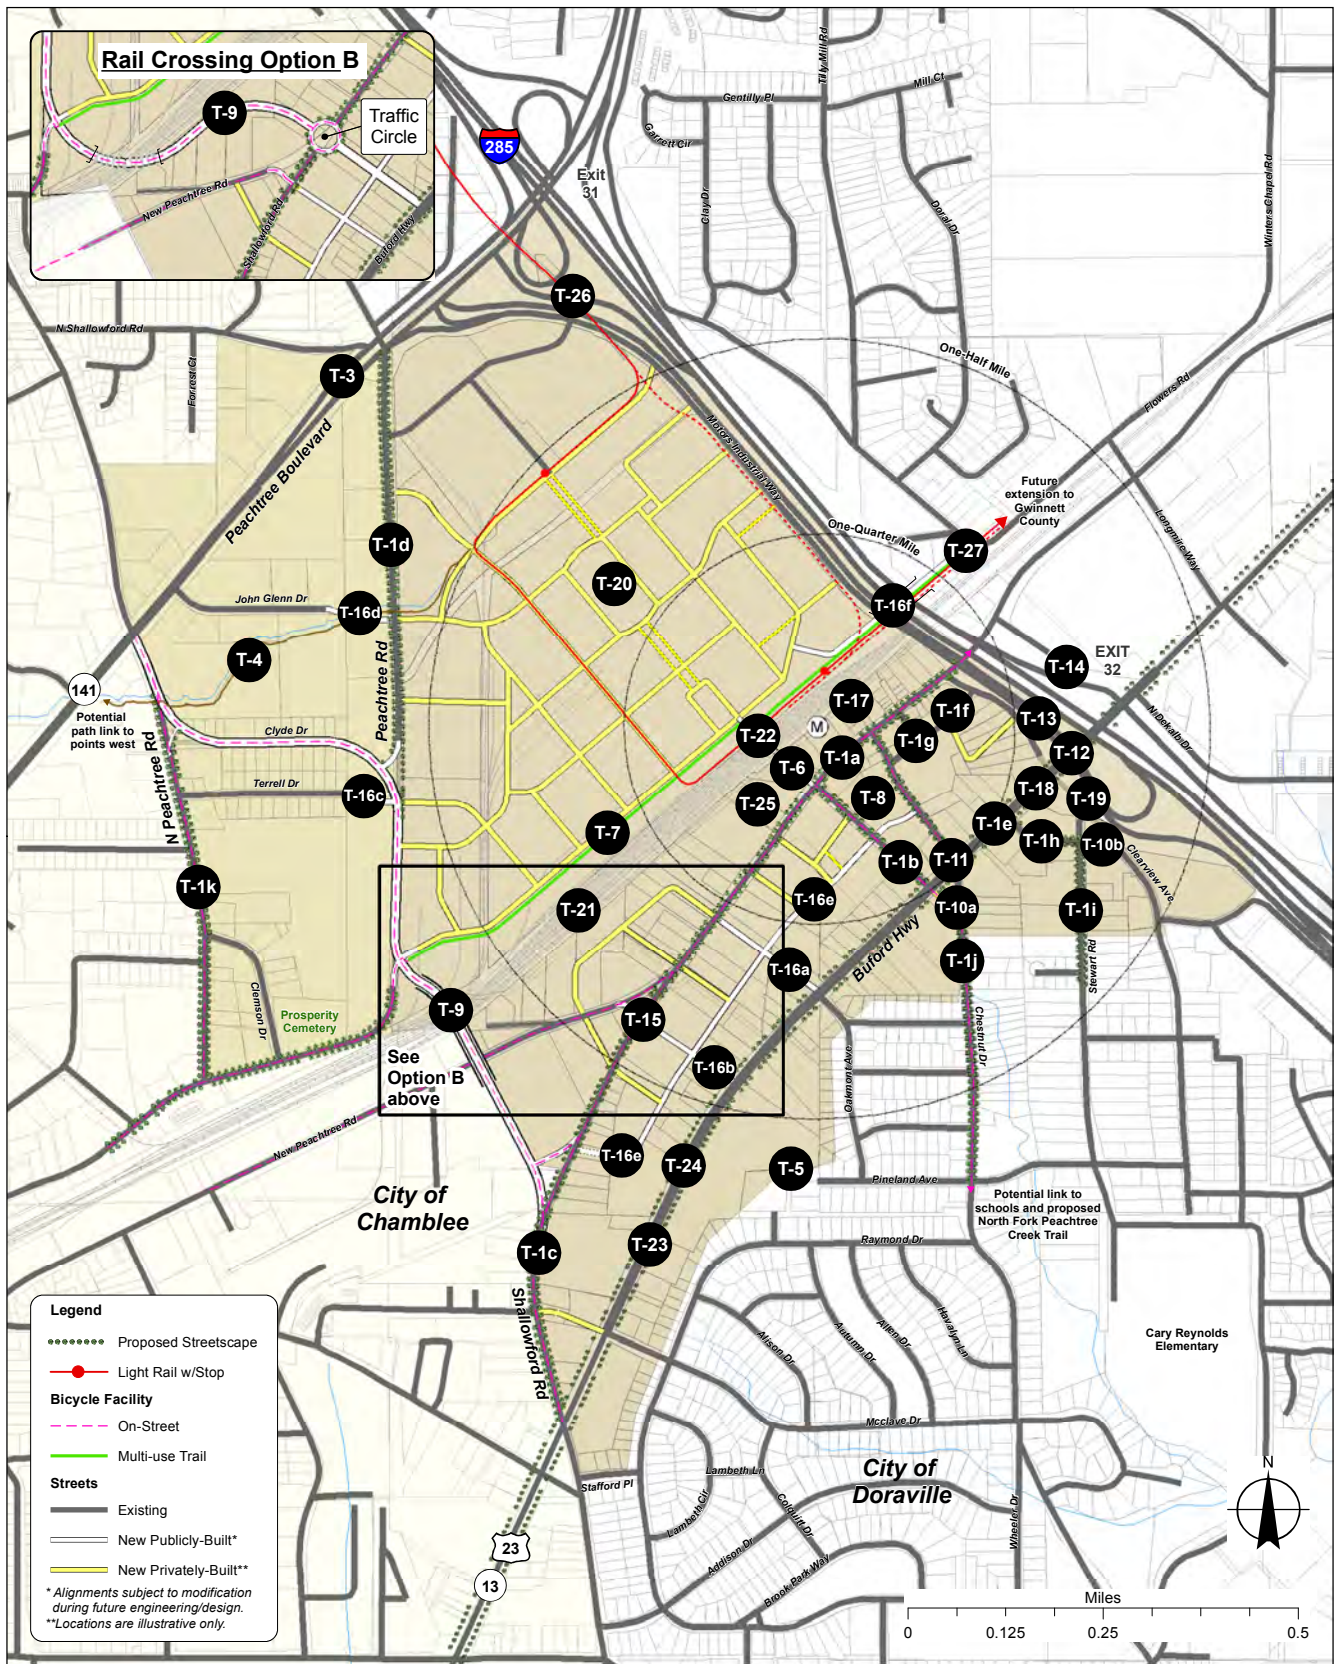 Rail Crossing Option B
T-9
Traffic
Circle
New Peachtree Rd
Shallowford Rd
Buford Hwy
285
Exit
31
Tilly Mill Rd
Mill Ct
Gentilly Pl
Garrett Cir
Clay Dr
Doral Dr
Winters Chapel Rd
T-26
N Shallowford Rd
Forrest Ct
T-3
Peachtree Boulevard
One-Half Mile
Flowers Rd
Motors Industrial Way
Future
extension to
Gwinnett
County
Longmire Way
One-Quarter Mile
T-27
T-1d
T-20
T-16f
John Glenn Dr
T-16d
T-4
Peachtree Rd
141
Potential
path link to
points west
T-14
EXIT
32
N Dekalb Dr
T-17
T-1f
T-13
Clyde Dr
N Peachtree Rd
T-22
M
T-1g
T-12
T-1a
T-6
Terrell Dr
T-16c
T-25
T-8
T-18
T-19
T-7
T-1e
T-1h
T-10b
Clearview Ave
T-1b
T-11
T-1k
T-16e
T-21
T-10a
T-1i
Buford Hwy
T-1j
Stewart Rd
T-16a
Clemson Dr
Prosperity
Cemetery
T-9
T-15
Chestnut Dr
See
Option B
above
T-16b
Oakmont Ave
New Peachtree Rd
T-16e
T-24
T-5
Pineland Ave
City of
Chamblee
Potential link to
schools and proposed
North Fork Peachtree
Creek Trail
T-1c
T-23
Raymond Dr
Shallowford Rd
Alison Dr
Autumn Dr
Allen Dr
Havalyn Ln
Cary Reynolds
Elementary
Mcclave Dr
Lambeth Ln
City of
Doraville
Stafford Pl
Lambeth Cir
Colquitt Dr
Addison Dr
Wheeler Dr
Brook Park Way
23
13
Legend
Proposed Streetscape
Light Rail w/Stop
Bicycle Facility
On-Street
Multi-use Trail
Streets
Existing
New Publicly-Built*
New Privately-Built**
* Alignments subject to modification
during future engineering/design.
**Locations are illustrative only.
N
Miles
0
0.125
0.25
0.5